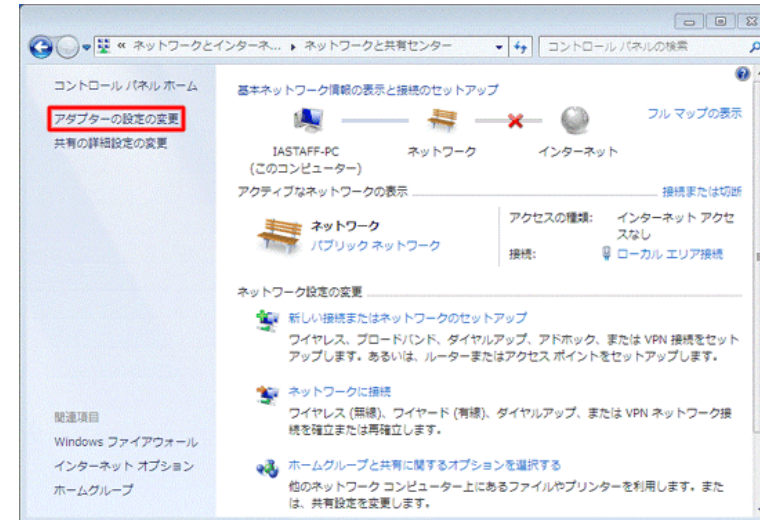 « ネットワークとインターネ... ▸ ネットワークと共有センター
コントロール パネルの検索
コントロール パネル ホーム
アダプターの設定の変更
共有の詳細設定の変更
基本ネットワーク情報の表示と接続のセットアップ
フル マップの表示
IASTAFF-PC
(このコンピューター)
ネットワーク
インターネット
アクティブなネットワークの表示
接続または切断
ネットワーク
パブリック ネットワーク
アクセスの種類:
インターネット アクセ
スなし
接続:
ローカル エリア接続
ネットワーク設定の変更
新しい接続またはネットワークのセットアップ
ワイヤレス、ブロードバンド、ダイヤルアップ、アドホック、または VPN 接続をセット
アップします。あるいは、ルーターまたはアクセス ポイントをセットアップします。
ネットワークに接続
ワイヤレス (無線)、ワイヤード (有線)、ダイヤルアップ、または VPN ネットワーク接
続を確立または再確立します。
ホームグループと共有に関するオプションを選択する
他のネットワーク コンピューター上にあるファイルやプリンターを利用します。また
は、共有設定を変更します。
関連項目
Windows ファイアウォール
インターネット オプション
ホームグループ